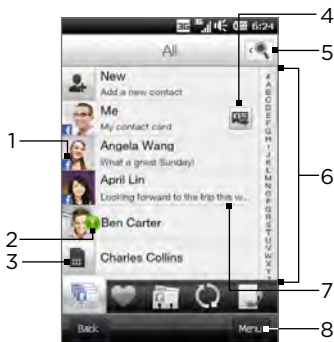 4
3G 6:24
All
5
New
Add a new contact
Me
My contact card
1
Angela Wang
What a great Sunday!
April Lin
Looking forward to the trip this w...
2
Ben Carter
3
Charles Collins
#
A
B
C
D
E
F
G
H
I
J
K
L
M
N
O
P
Q
R
S
T
U
V
W
X
Y
6
7
Back
Menu
8